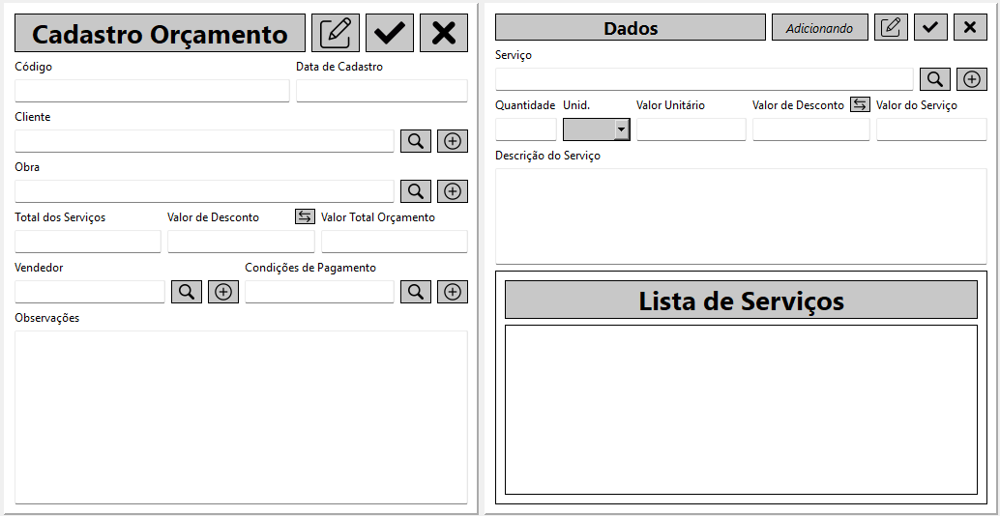 Cadastro Orçamento
Código
Data de Cadastro
Cliente
Obra
Total dos Serviços
Valor de Desconto
Valor Total Orçamento
Vendedor
Condições de Pagamento
Observações
Dados
Adicionando
Serviço
Quantidade
Unid.
Valor Unitário
Valor de Desconto
Valor do Serviço
Descrição do Serviço
Lista de Serviços